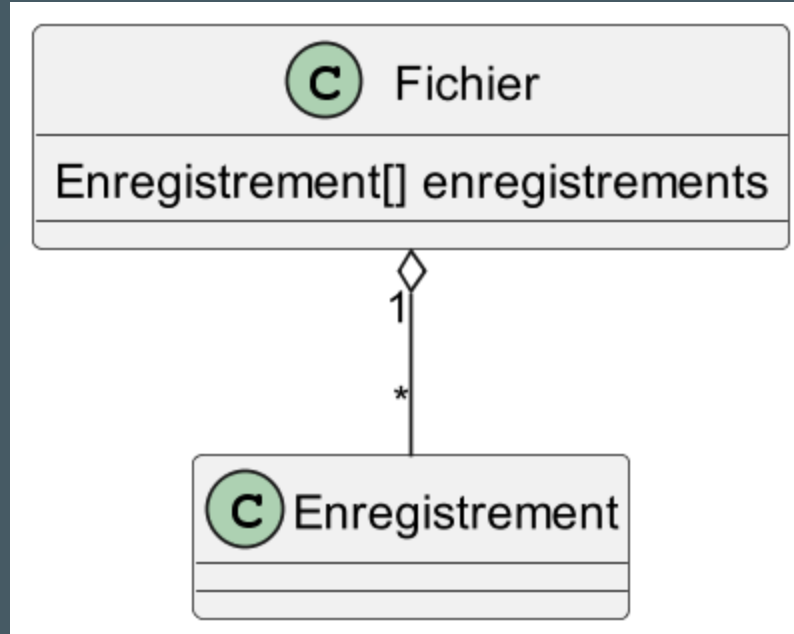 C Fichier
Enregistrement[] enregistrements
1
*
C Enregistrement